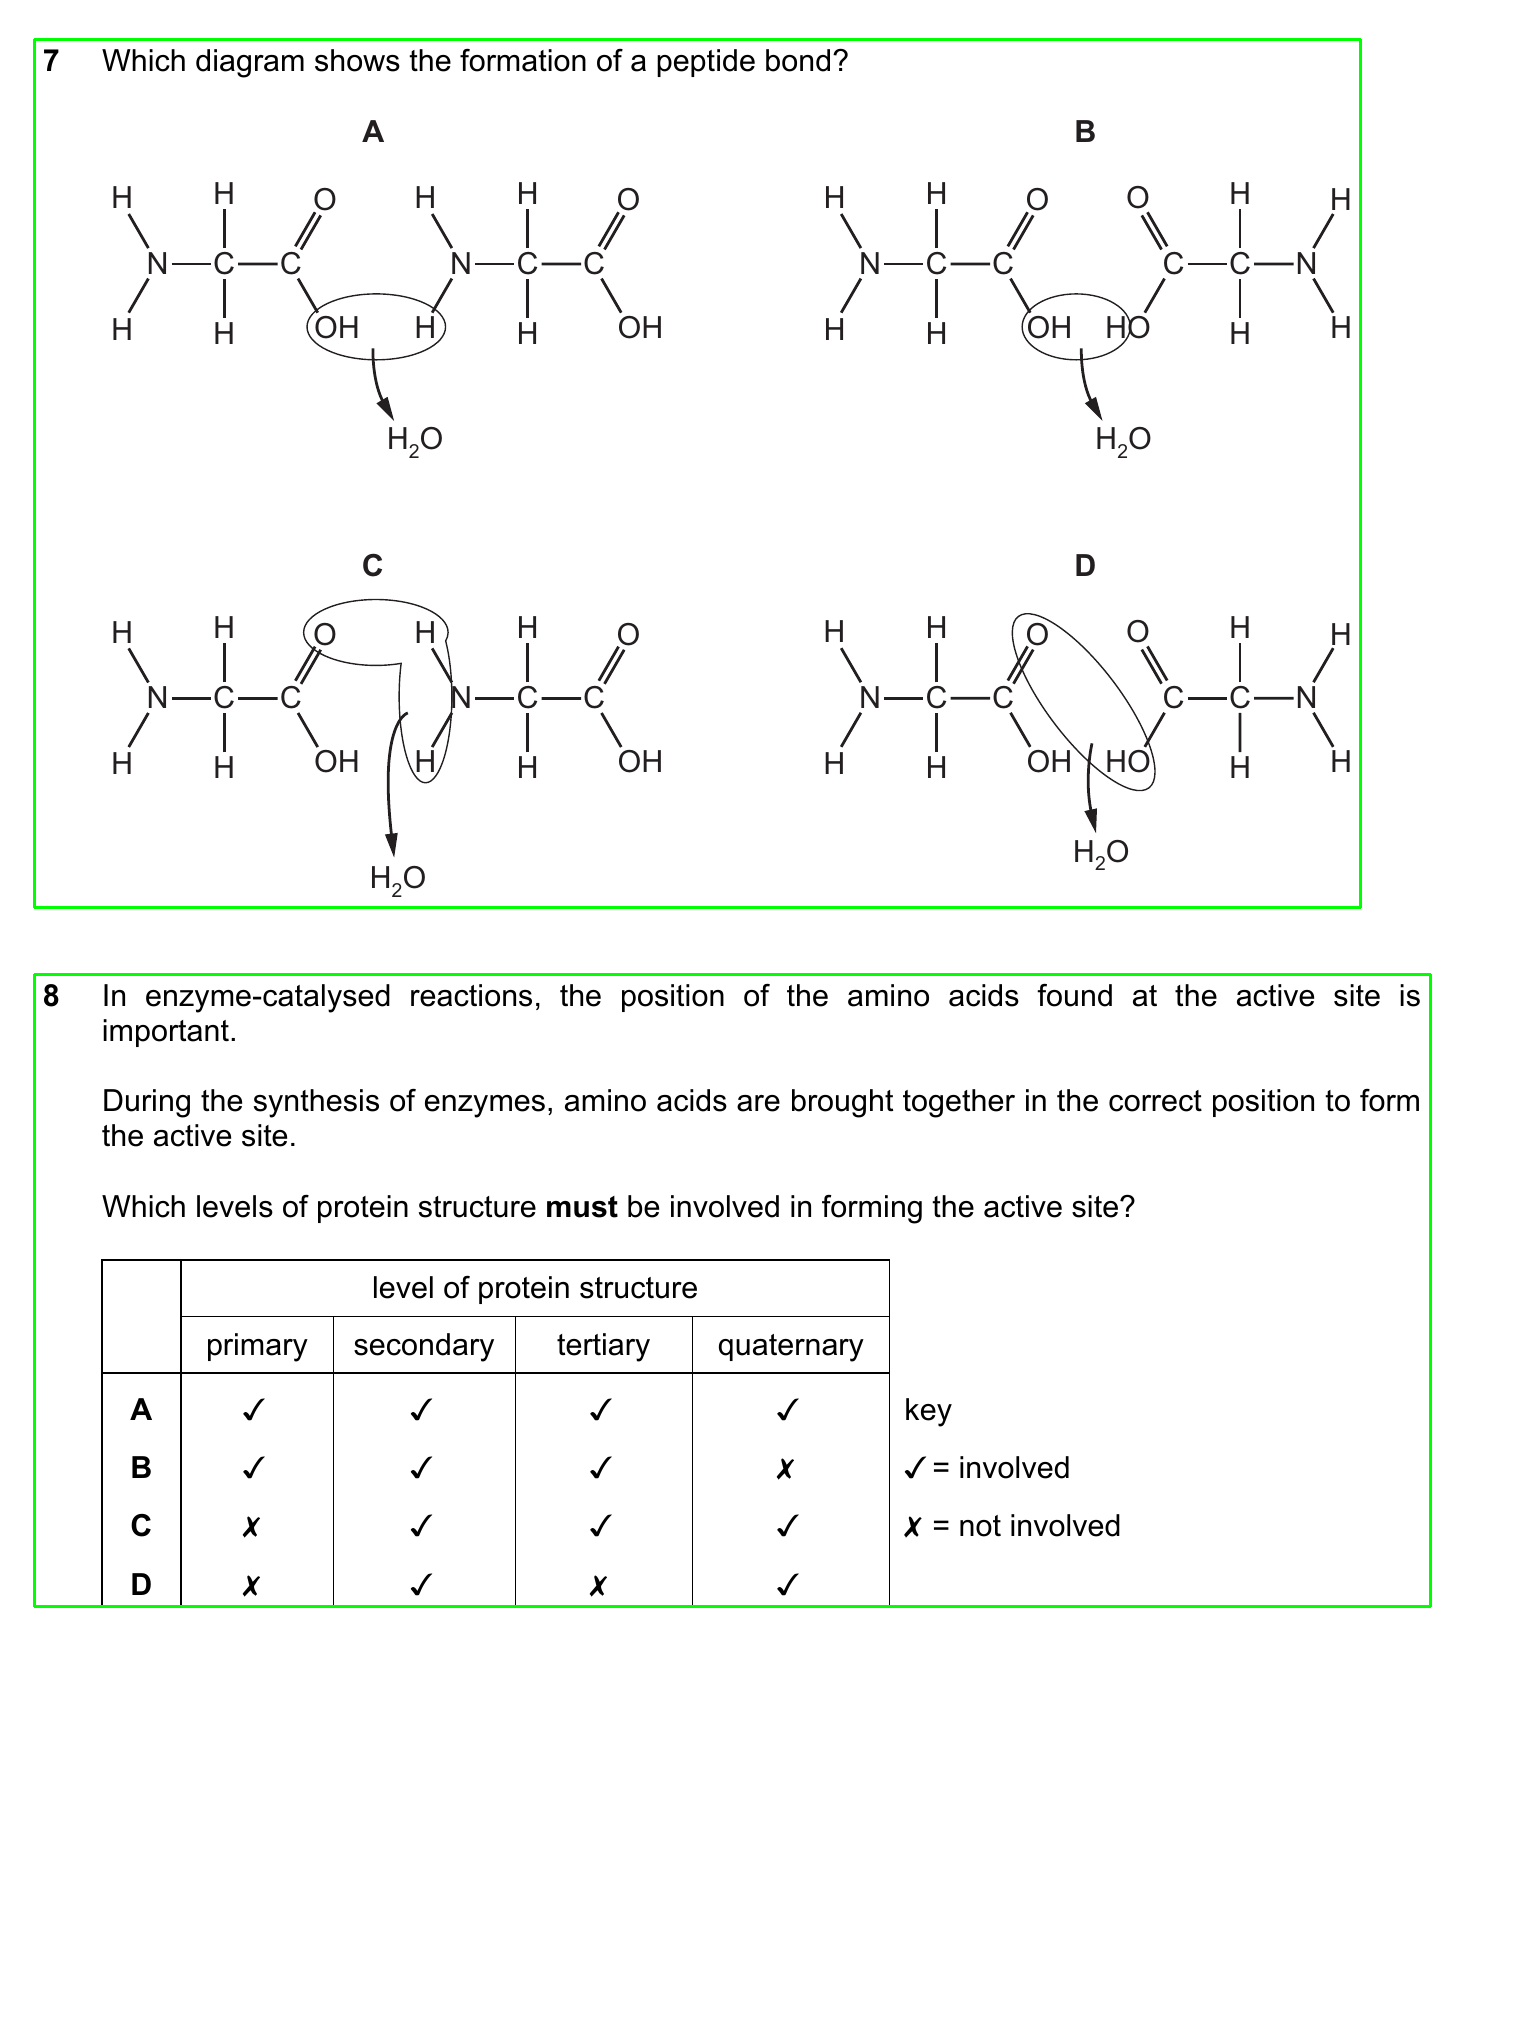 7 Which diagram shows the formation of a peptide bond?
A B
H H O H H O H H O O H H
N C C N C C N C C C C N
H H OH H H OH H H OH HO H H
H2O H2O
C D
H H O H H O H H O O H H
N C C N C C N C C C C N
H H OH H H OH H H OH HO H H
H2O H2O
8 In enzyme-catalysed reactions, the position of the amino acids found at the active site is
important.
During the synthesis of enzymes, amino acids are brought together in the correct position to form
the active site.
Which levels of protein structure must be involved in forming the active site?
level of protein structure
primary secondary tertiary quaternary
A ✓ ✓ ✓ ✓ key
B ✓ ✓ ✓ ✗ ✓ = involved
C ✗ ✓ ✓ ✓ ✗ = not involved
D ✗ ✓ ✗ ✓